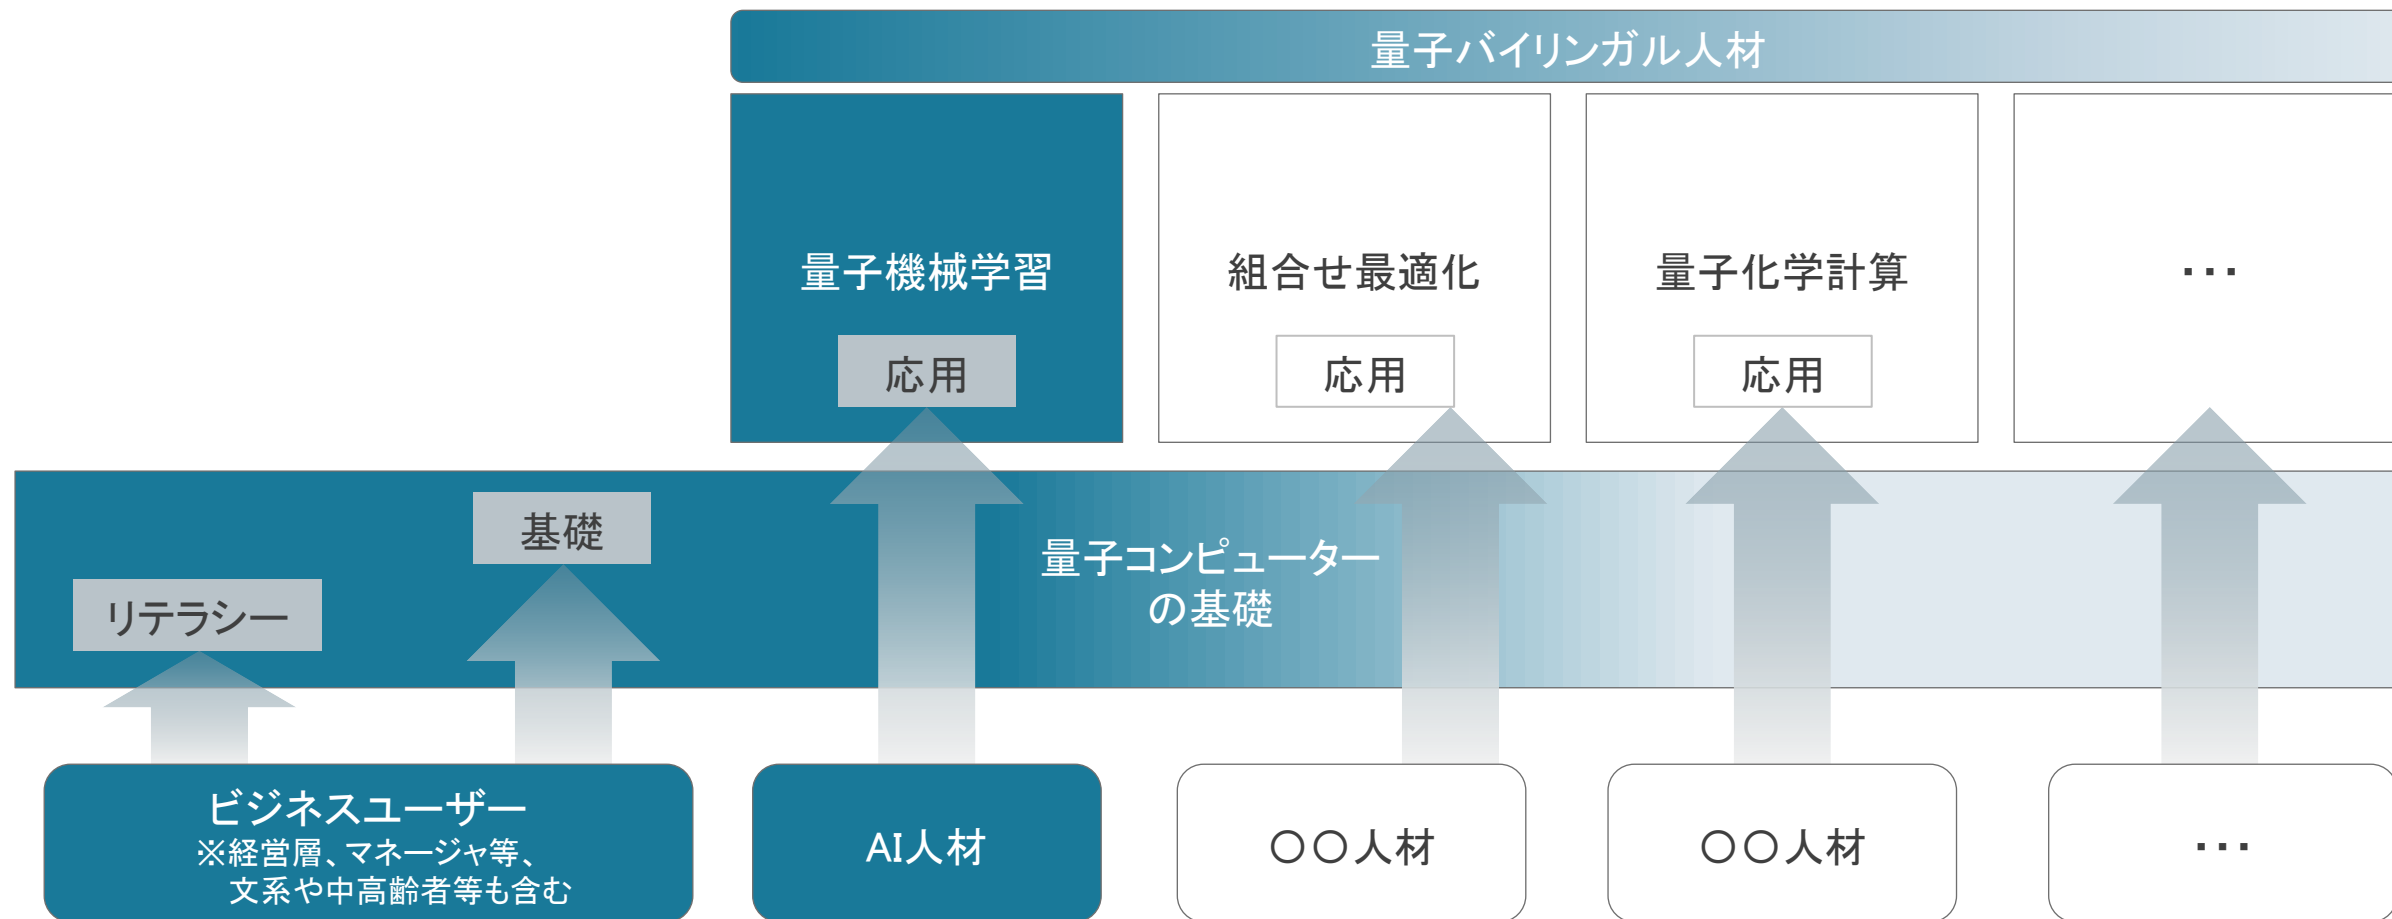 量子バイリンガル人材
量子機械学習
組合せ最適化
量子化学計算
・・・
応用
応用
応用
基礎
リテラシー
量子コンピューター
の基礎
ビジネスユーザー
※経営層、マネージャ等、
文系や中高齢者等も含む
AI人材
〇〇人材
〇〇人材
・・・